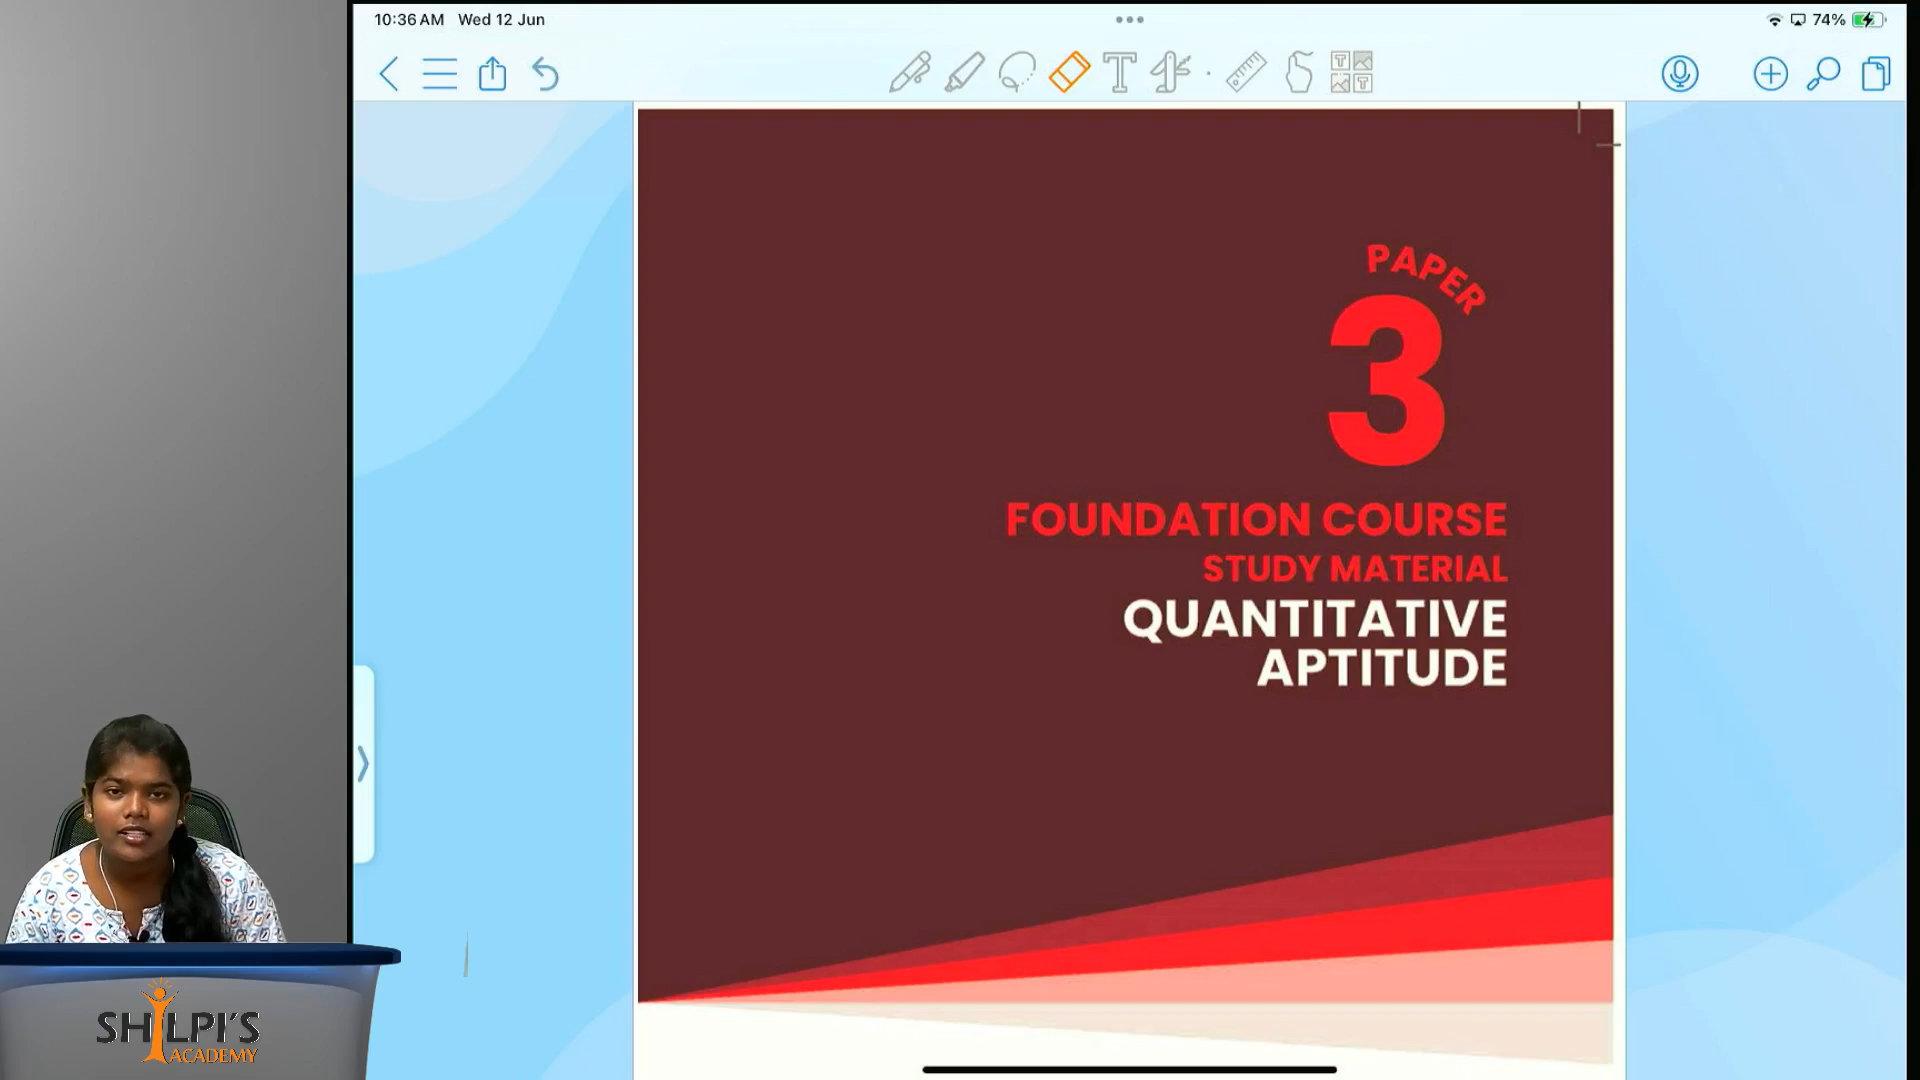 10:36 AM Wed 12 Jun
74%
PAPER
3
FOUNDATION COURSE
STUDY MATERIAL
QUANTITATIVE
APTITUDE
SHILPI'S
ACADEMY